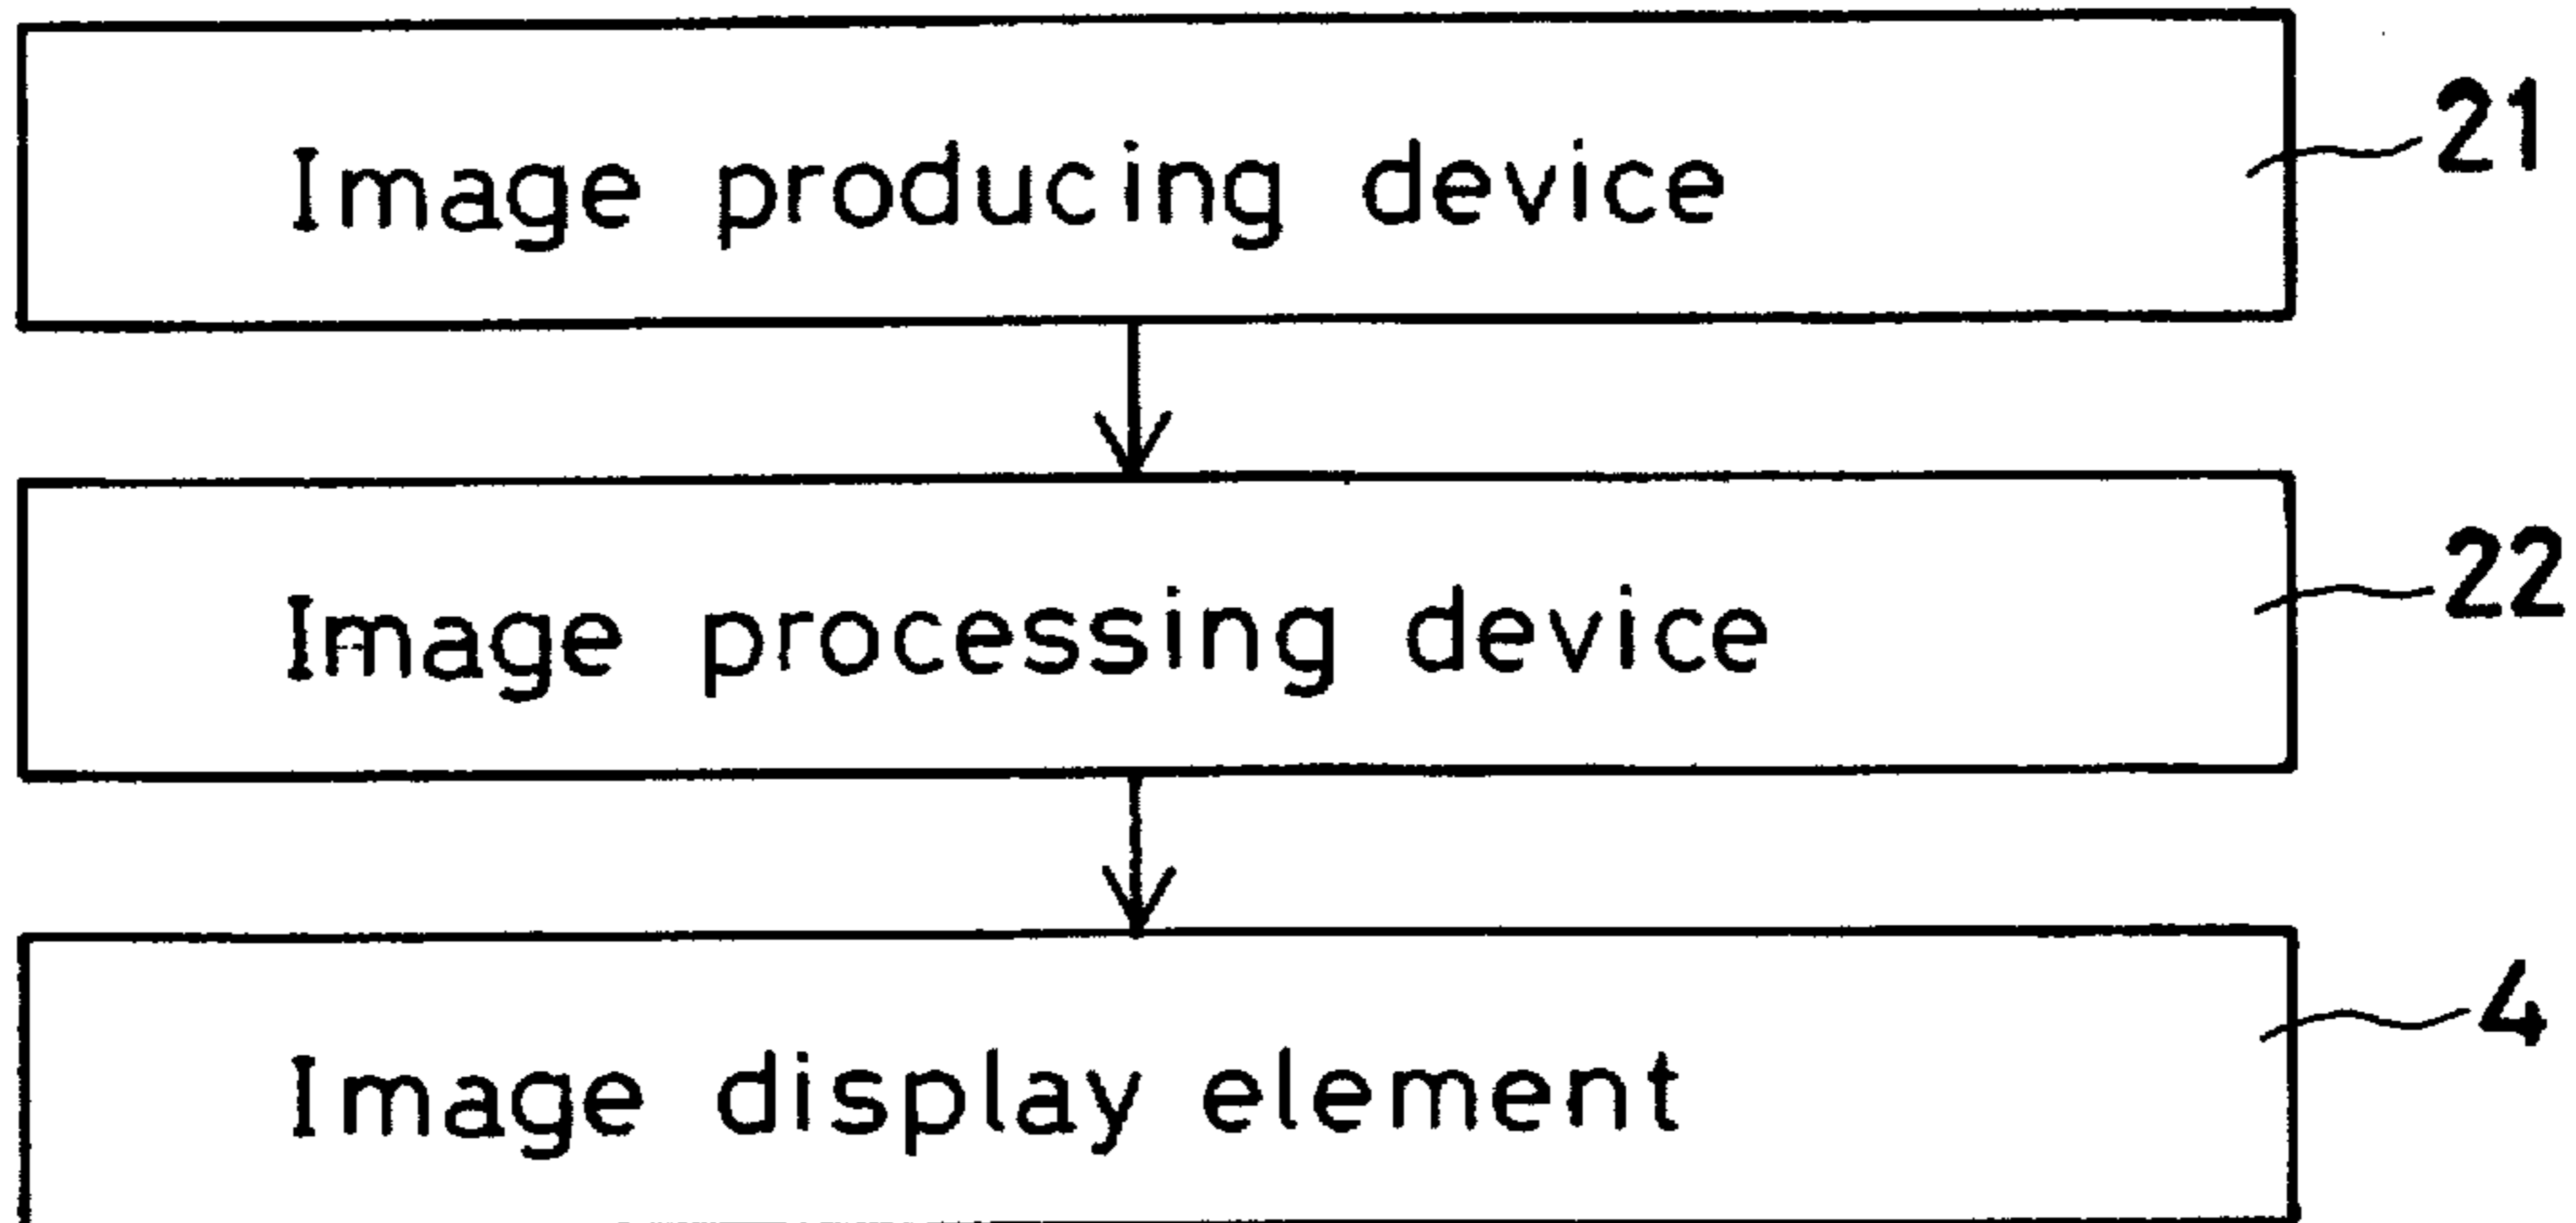 Image producing device 21
Image processing device 22
Image display element 4